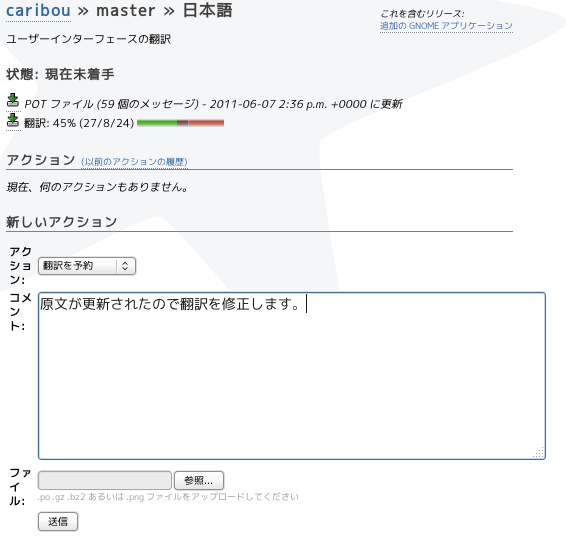 caribou » master » 日本語
これを含むリリース:
追加の GNOME アプリケーション
ユーザーインターフェースの翻訳
状態: 現在未着手
POT ファイル (59 個のメッセージ) - 2011-06-07 2:36 p.m. +0000 に更新
翻訳: 45% (27/8/24)
アクション (以前のアクションの履歴)
現在、何のアクションもありません。
新しいアクション
アク
ショ
ン:
翻訳を予約
コメ
ン
ト:
原文が更新されたので翻訳を修正します。
ファ
イ
ル:
参照...
.po .gz .bz2 あるいは .png ファイルをアップロードしてください
送信